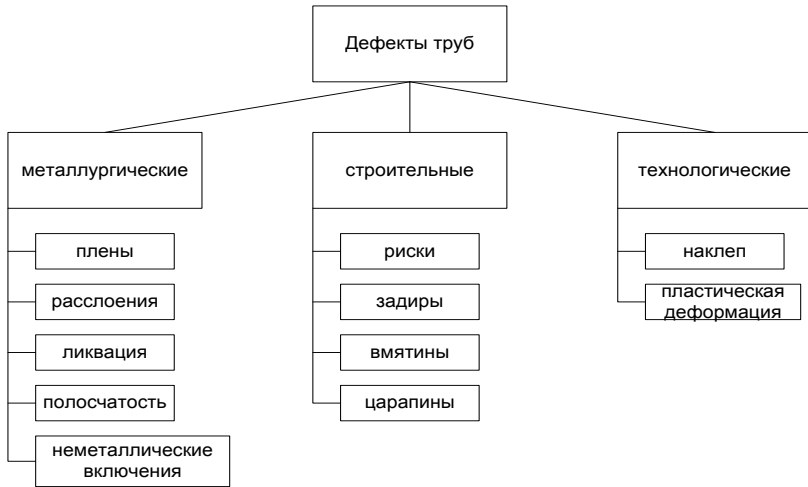 Дефекты труб
металлургические
строительные
технологические
плены
расслоения
ликвация
полосчатость
неметаллические
включения
риски
задиры
вмятины
царапины
наклеп
пластическая
деформация